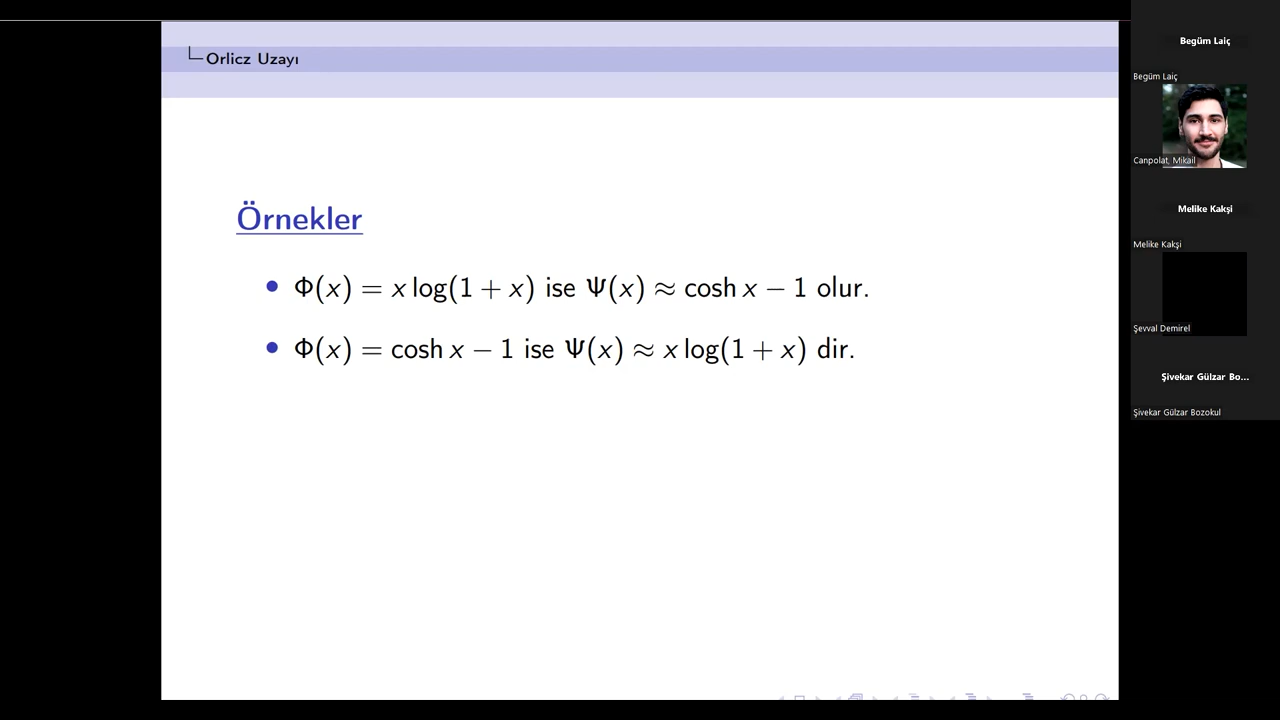 Orlicz Uzayı
Örnekler
Φ(x) = x log(1 + x) ise Ψ(x) ≈ cosh x − 1 olur.
Φ(x) = cosh x − 1 ise Ψ(x) ≈ x log(1 + x) dir.
Begüm Laiç
Begüm Laiç
Canpolat, Mikail
Melike Kakşi
Melike Kakşi
Şevval Demirel
Şivekar Gülzar Bo...
Şivekar Gülzar Bozokul